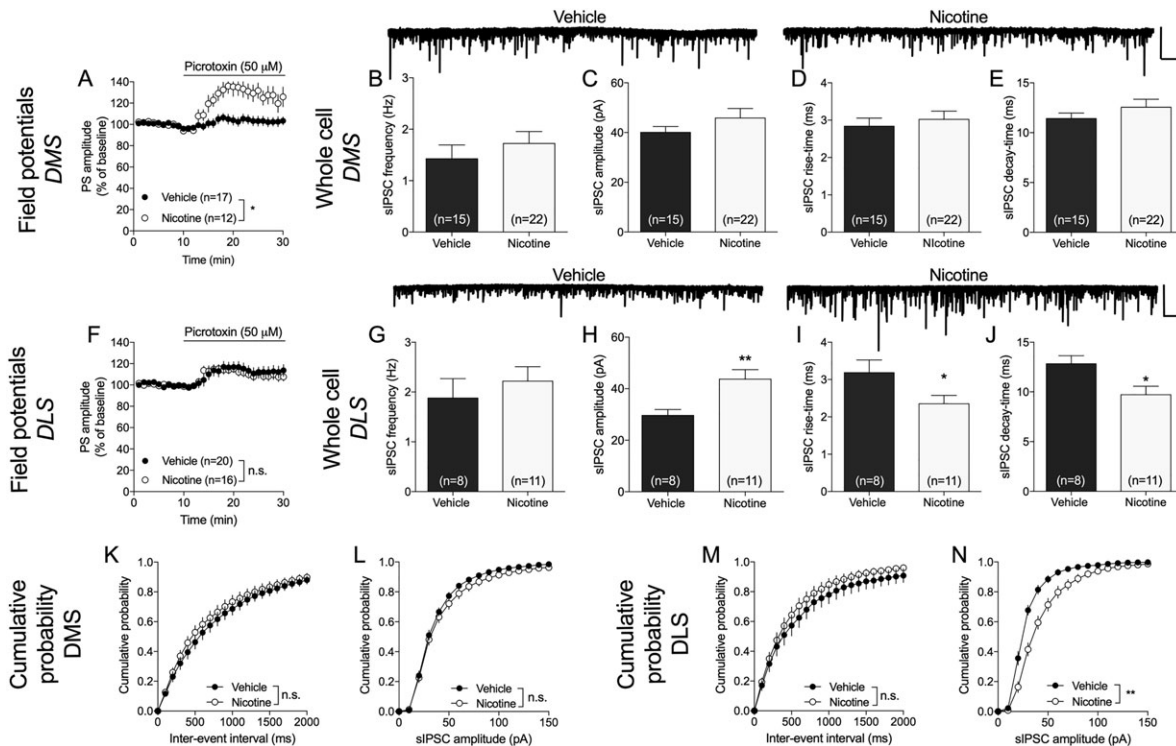 Vehicle
Nicotine
Field potentials
DMS
A
Picrotoxin (50 µM)
PS amplitude
(% of baseline)
140
120
100
80
60
40
20
0
Vehicle (n=17)
Nicotine (n=12)
*
0 10 20 30
Time (min)
Whole cell
DMS
B
sIPSC frequency (Hz)
3
2
1
0
(n=15) (n=22)
Vehicle Nicotine
C
sIPSC amplitude (pA)
60
40
20
0
(n=15) (n=22)
Vehicle Nicotine
D
sIPSC rise-time (ms)
4
3
2
1
0
(n=15) (n=22)
Vehicle NIcotine
E
sIPSC decay-time (ms)
15
10
5
0
(n=15) (n=22)
Vehicle Nicotine
Vehicle
Nicotine
Field potentials
DLS
F
Picrotoxin (50 µM)
PS amplitude
(% of baseline)
140
120
100
80
60
40
20
0
Vehicle (n=20)
Nicotine (n=16)
n.s.
0 10 20 30
Time (min)
Whole cell
DLS
G
sIPSC frequency (Hz)
3
2
1
0
(n=8) (n=11)
Vehicle Nicotine
H
sIPSC amplitude (pA)
60
40
20
0
**
(n=8) (n=11)
Vehicle Nicotine
I
sIPSC rise-time (ms)
4
3
2
1
0
*
(n=8) (n=11)
Vehicle Nicotine
J
sIPSC decay-time (ms)
15
10
5
0
*
(n=8) (n=11)
Vehicle Nicotine
Cumulative
probability
DMS
K
Cumulative probability
1.0
0.8
0.6
0.4
0.2
0.0
Vehicle
Nicotine
n.s.
0 500 1000 1500 2000
Inter-event interval (ms)
L
Cumulative probability
1.0
0.8
0.6
0.4
0.2
0.0
Vehicle
Nicotine
n.s.
0 50 100 150
sIPSC amplitude (pA)
Cumulative
probability
DLS
M
Cumulative probability
1.0
0.8
0.6
0.4
0.2
0.0
Vehicle
Nicotine
n.s.
0 500 1000 1500 2000
Inter-event interval (ms)
N
Cumulative probability
1.0
0.8
0.6
0.4
0.2
0.0
Vehicle
Nicotine
**
0 50 100 150
sIPSC amplitude (pA)